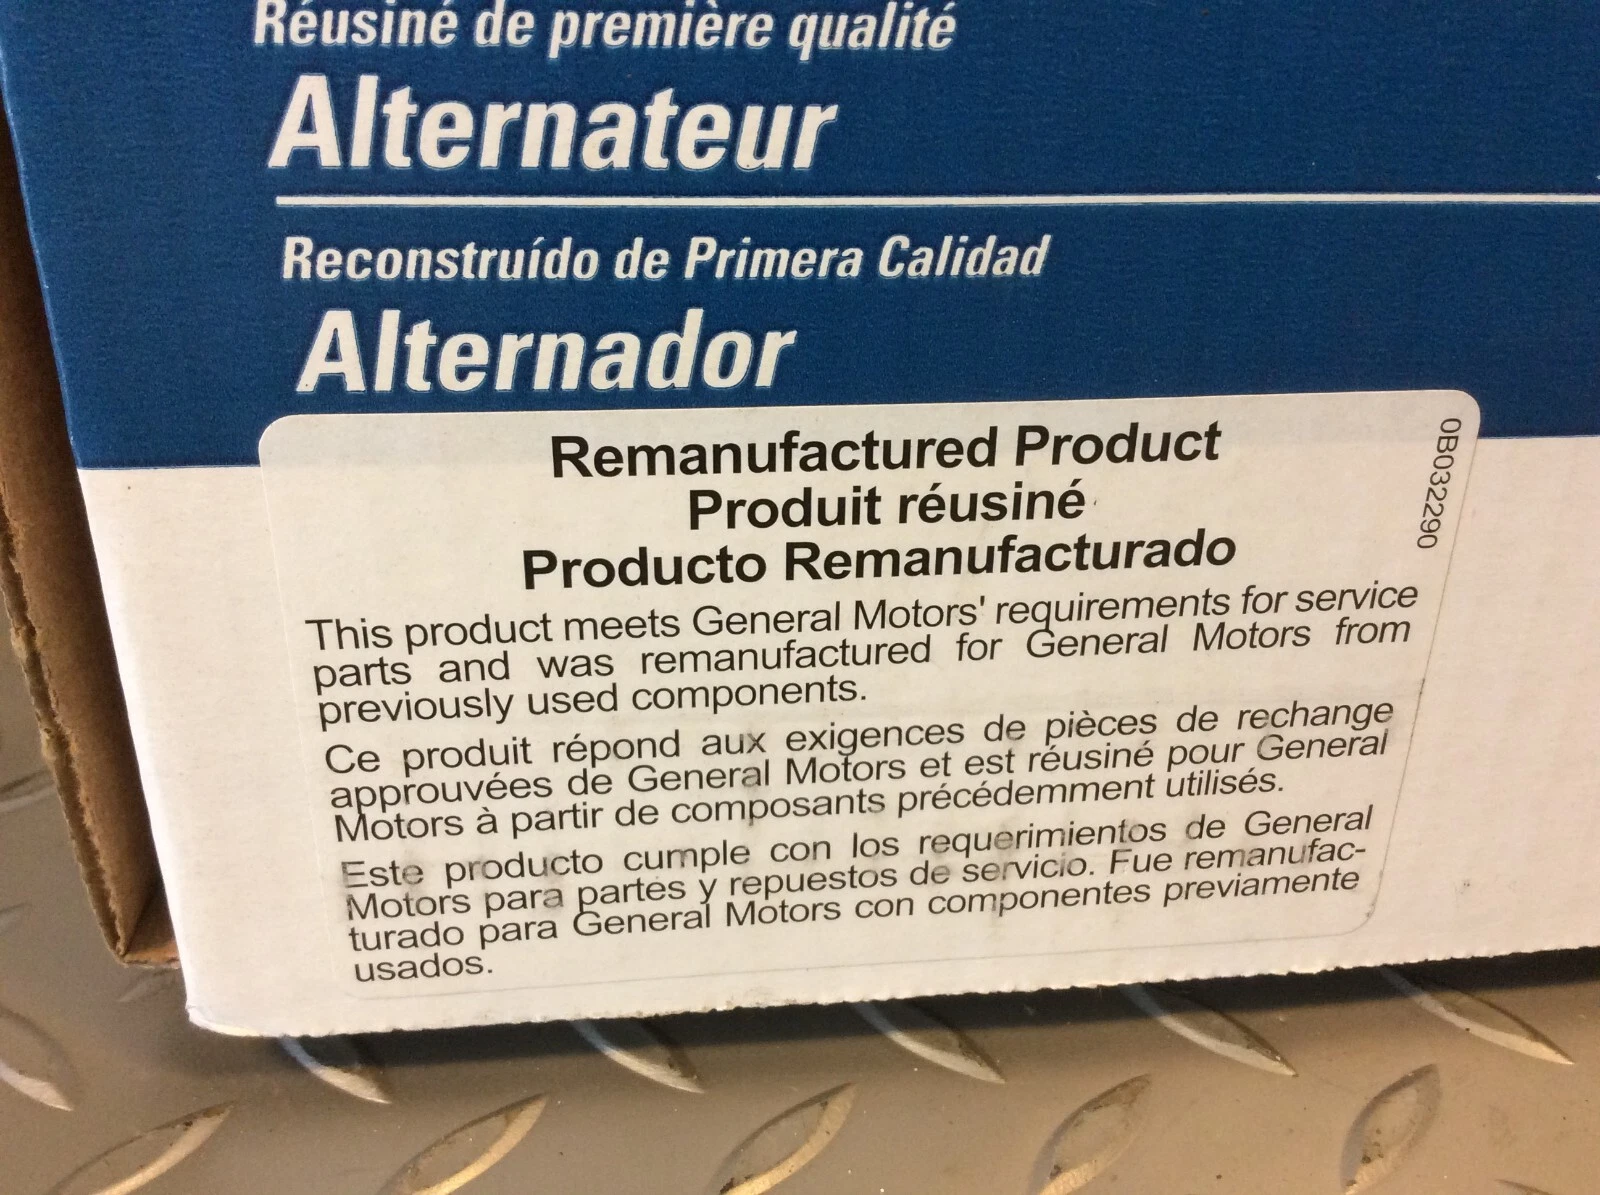 Réusiné de première qualité
Alternateur
Reconstruído de Primera Calidad
Alternador
Remanufactured Product
Produit réusiné
Producto Remanufacturado
0B032290
This product meets General Motors' requirements for service
parts and was remanufactured for General Motors from
previously used components.
Ce produit répond aux exigences de pièces de rechange
approuvées de General Motors et est réusiné pour General
Motors à partir de composants précédemment utilisés.
Este producto cumple con los requerimientos de General
Motors para partes y repuestos de servicio. Fue remanufac-
turado para General Motors con componentes previamente
usados.